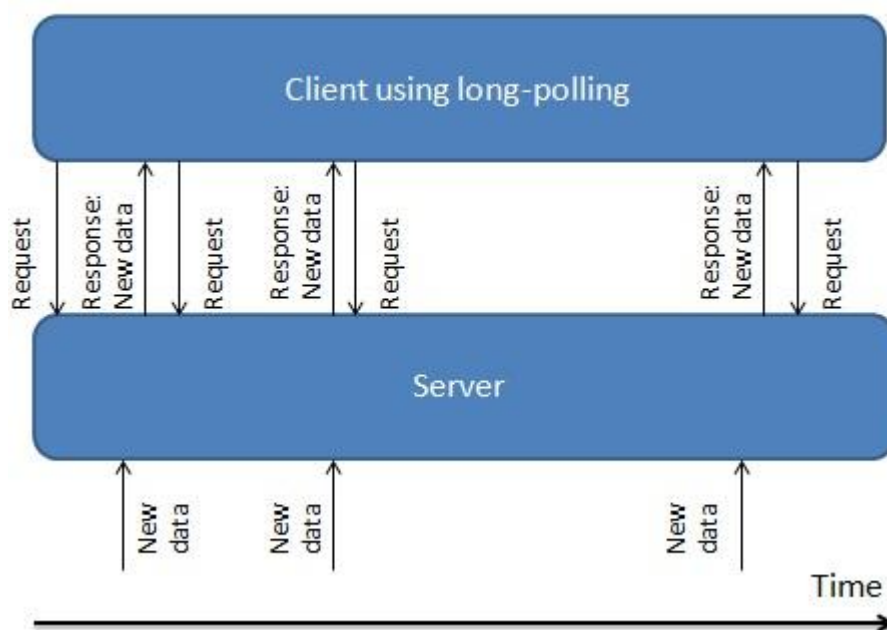 Client using long-polling
Request
Response:
New data
Request
Response:
New data
Request
Response:
New data
Request
Server
New
data
New
data
New
data
Time